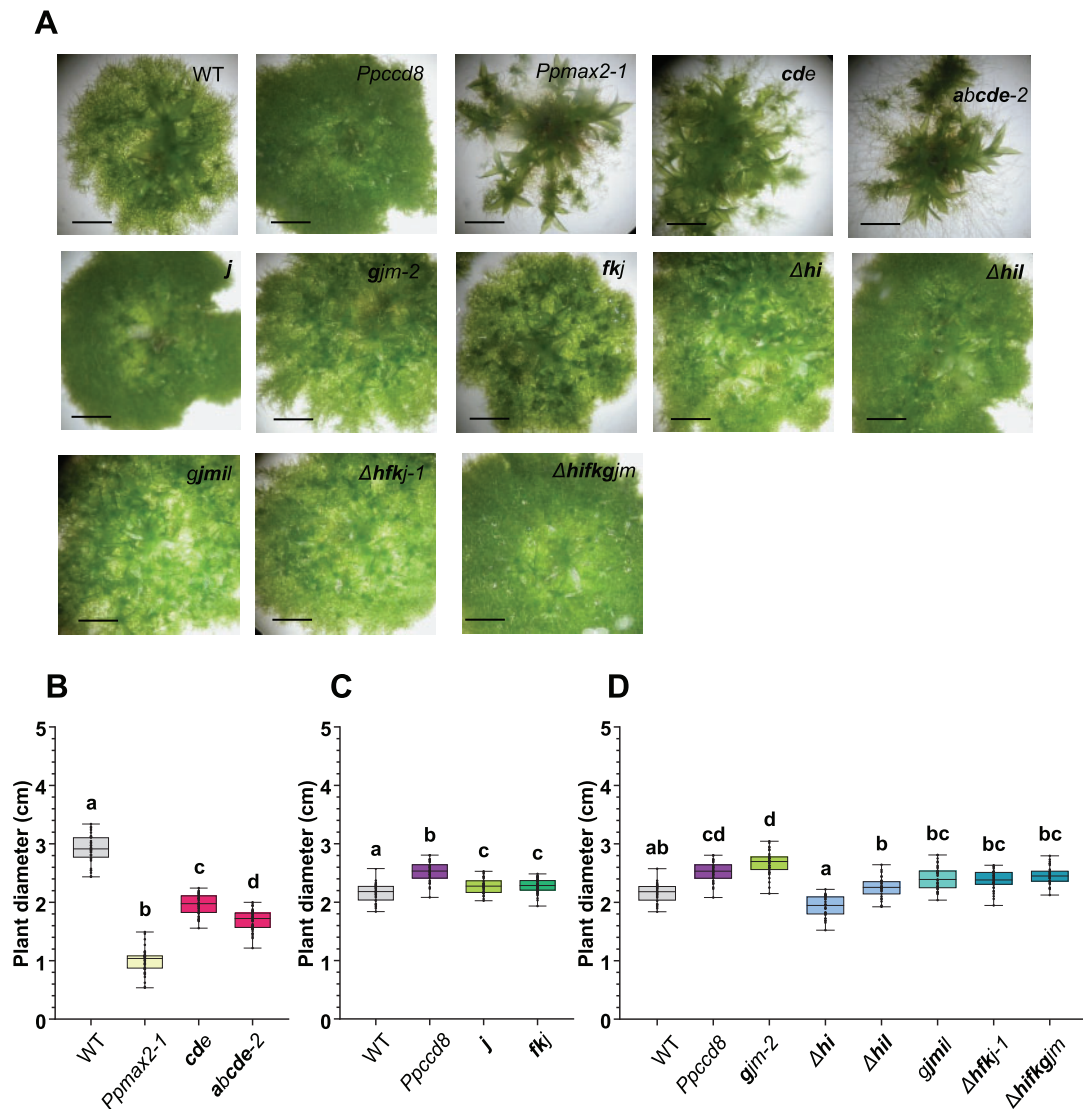 A
WT
Ppccd8
Ppmax2-1
cde
abcde-2
j
gjm-2
fkj
Δhi
Δhil
gjmil
Δhfkj-1
Δhifkgjm
B
C
D
Plant diameter (cm)
5
4
3
2
1
0
a
b
c
d
WT
Ppmax2-1
cde
abcde-2
Plant diameter (cm)
5
4
3
2
1
0
a
b
c
c
WT
Ppccd8
j
fkj
Plant diameter (cm)
5
4
3
2
1
0
ab
cd
d
a
b
bc
bc
bc
WT
Ppccd8
gjm-2
Δhi
Δhil
gjmil
Δhfkj-1
Δhifkgjm